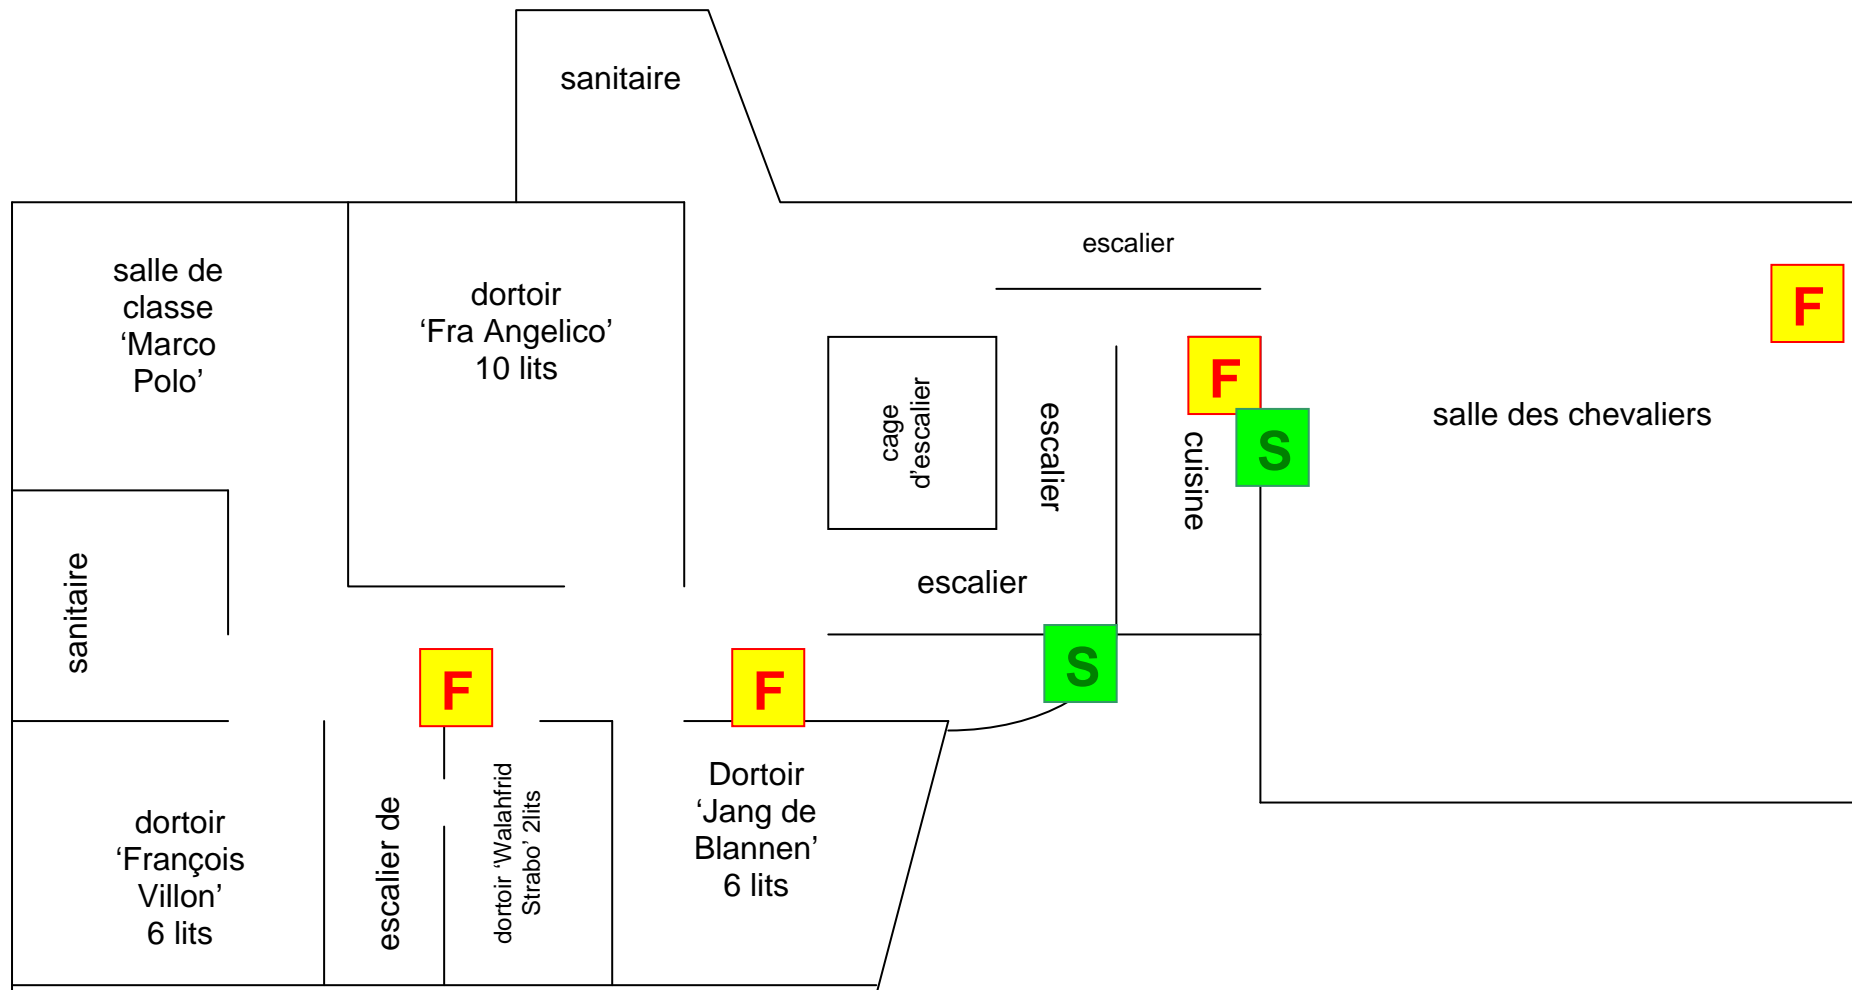 sanitaire
escalier
salle de
classe
‘Marco
Polo’
dortoir
‘Fra Angelico’
10 lits
F
F
cage
d’escalier
escalier
cuisine
S
salle des chevaliers
sanitaire
escalier
F
F
S
dortoir
‘François
Villon’
6 lits
escalier de
dortoir ‘Walahfrid
Strabo’ 2lits
Dortoir
‘Jang de
Blannen’
6 lits